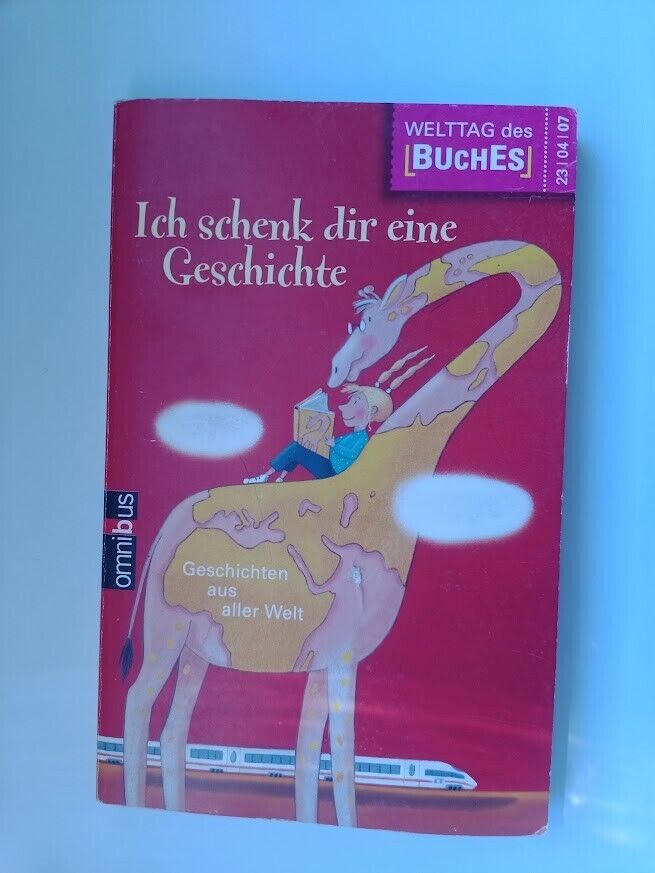 WELTTAG des
[BUchES]
23 | 04 | 07
Ich schenk dir eine
Geschichte
omnibus
Geschichten
aus
aller Welt